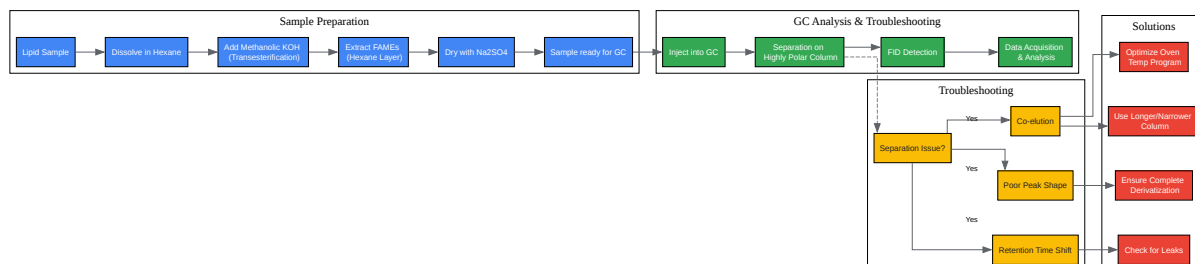 Sample Preparation
Lipid Sample
Dissolve in Hexane
Add Methanolic KOH
(Transesterification)
Extract FAMEs
(Hexane Layer)
Dry with Na2SO4
Sample ready for GC
GC Analysis & Troubleshooting
Inject into GC
Separation on
Highly Polar Column
FID Detection
Data Acquisition
& Analysis
Troubleshooting
Separation Issue?
Yes
Co-elution
Yes
Poor Peak Shape
Yes
Retention Time Shift
Solutions
Optimize Oven
Temp Program
Use Longer/Narrower
Column
Ensure Complete
Derivatization
Check for Leaks